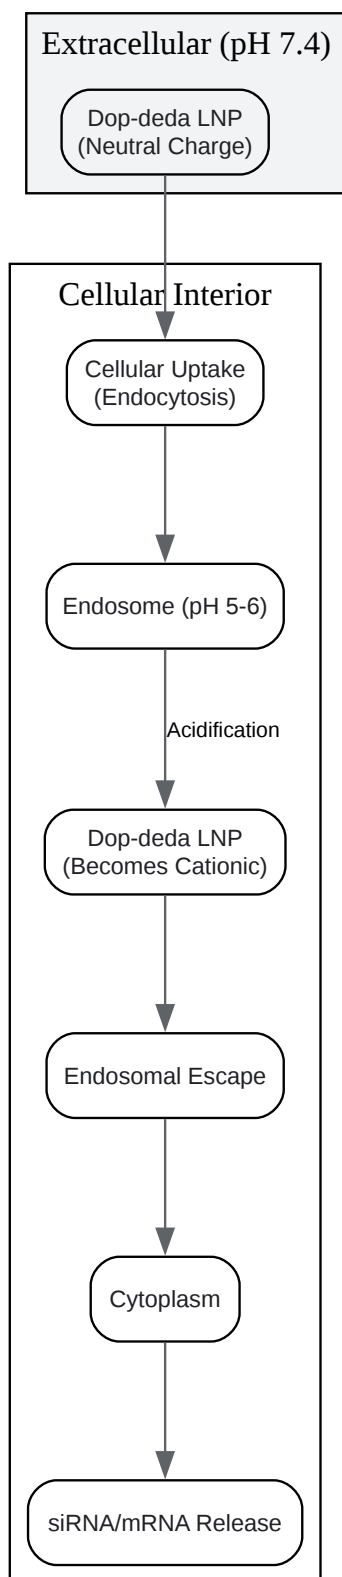 Extracellular (pH 7.4)
Dop-deda LNP
(Neutral Charge)
Cellular Interior
Cellular Uptake
(Endocytosis)
Endosome (pH 5-6)
Acidification
Dop-deda LNP
(Becomes Cationic)
Endosomal Escape
Cytoplasm
siRNA/mRNA Release